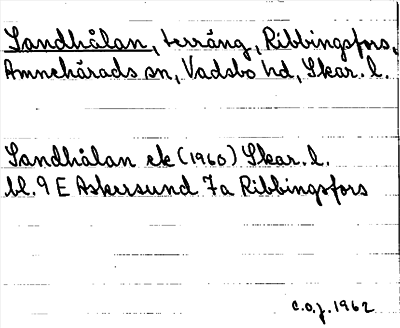 Sandhålan, terräng, Ribbingsfors,
Amnehärads sn, Vadsbo hd, Skar. l.
Sandhålan ek (1960) Skar. l.
bl. 9 E Askersund 7a Ribbingsfors
C.O.J. 1962